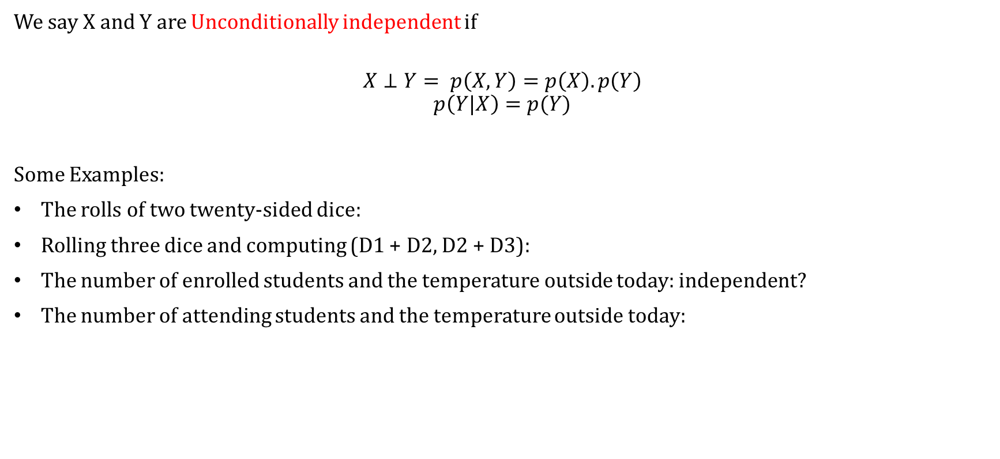 We say X and Y are Unconditionally independent if
X ⊥ Y = p(X, Y) = p(X). p(Y)
p(Y|X) = p(Y)
Some Examples:
• The rolls of two twenty-sided dice:
• Rolling three dice and computing (D1 + D2, D2 + D3):
• The number of enrolled students and the temperature outside today: independent?
• The number of attending students and the temperature outside today: